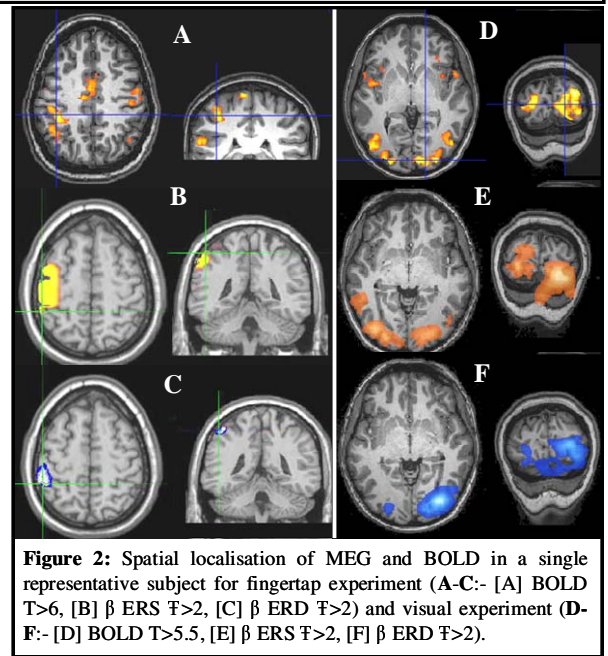 A
D
B
E
C
F
Figure 2: Spatial localisation of MEG and BOLD in a single
representative subject for fingertap experiment (A-C:- [A] BOLD
T>6, [B] β ERS Ŧ>2, [C] β ERD Ŧ>2) and visual experiment (D-
F:- [D] BOLD T>5.5, [E] β ERS Ŧ>2, [F] β ERD Ŧ>2).